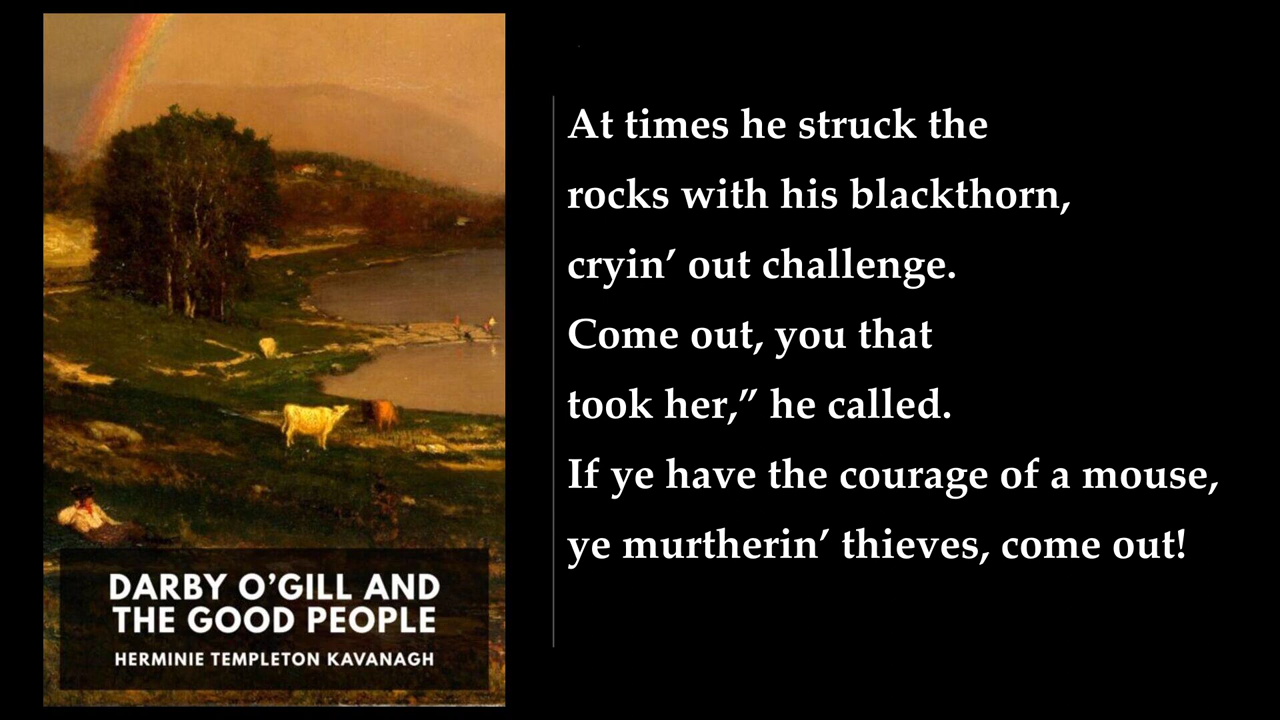 DARBY O’GILL AND
THE GOOD PEOPLE
HERMINIE TEMPLETON KAVANAGH
At times he struck the
rocks with his blackthorn,
cryin’ out challenge.
Come out, you that
took her,” he called.
If ye have the courage of a mouse,
ye murtherin’ thieves, come out!